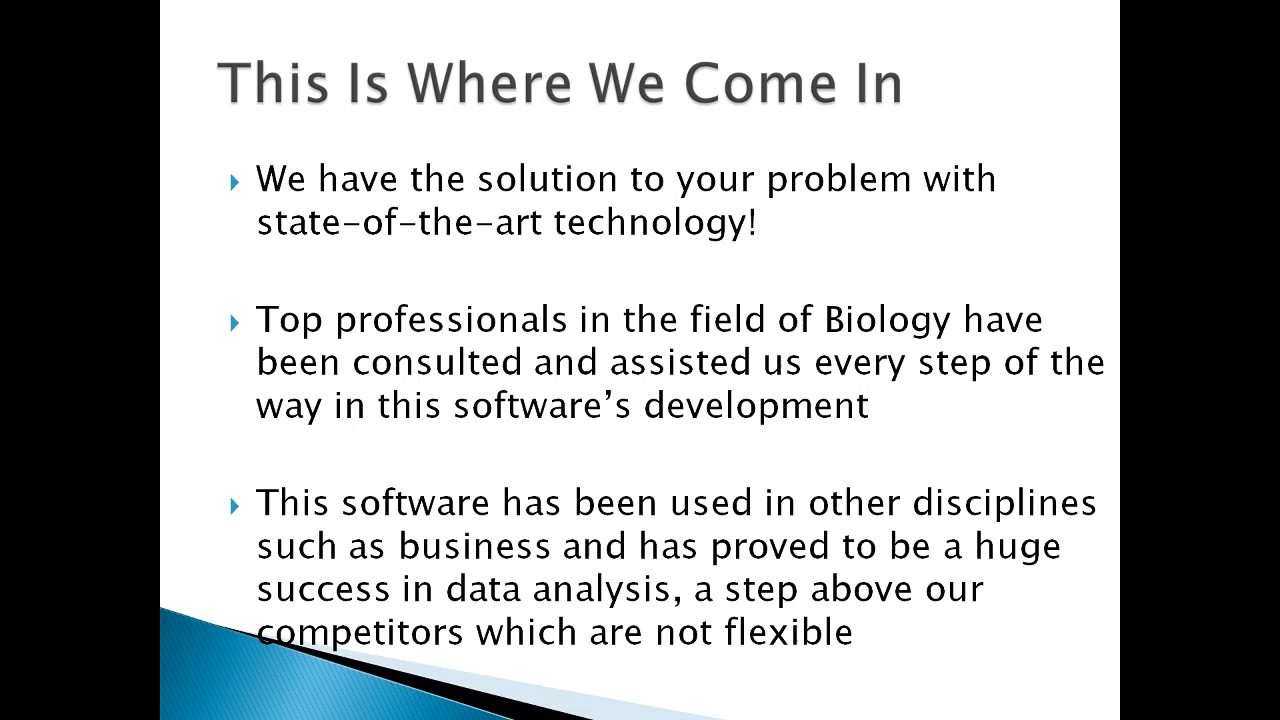 This Is Where We Come In
We have the solution to your problem with
state-of-the-art technology!
Top professionals in the field of Biology have
been consulted and assisted us every step of the
way in this software’s development
This software has been used in other disciplines
such as business and has proved to be a huge
success in data analysis, a step above our
competitors which are not flexible